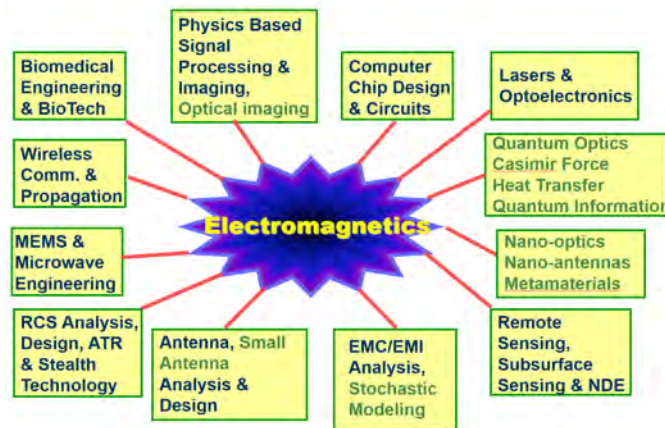 Physics Based
Signal
Processing &
Imaging,
Optical imaging
Biomedical
Engineering
& BioTech
Computer
Chip Design
& Circuits
Lasers &
Optoelectronics
Wireless
Comm. &
Propagation
Quantum Optics
Casimir Force
Heat Transfer
Quantum Information
Electromagnetics
MEMS &
Microwave
Engineering
Nano-optics
Nano-antennas
Metamaterials
RCS Analysis,
Design, ATR
& Stealth
Technology
Antenna, Small
Antenna
Analysis &
Design
EMC/EMI
Analysis,
Stochastic
Modeling
Remote
Sensing,
Subsurface
Sensing & NDE